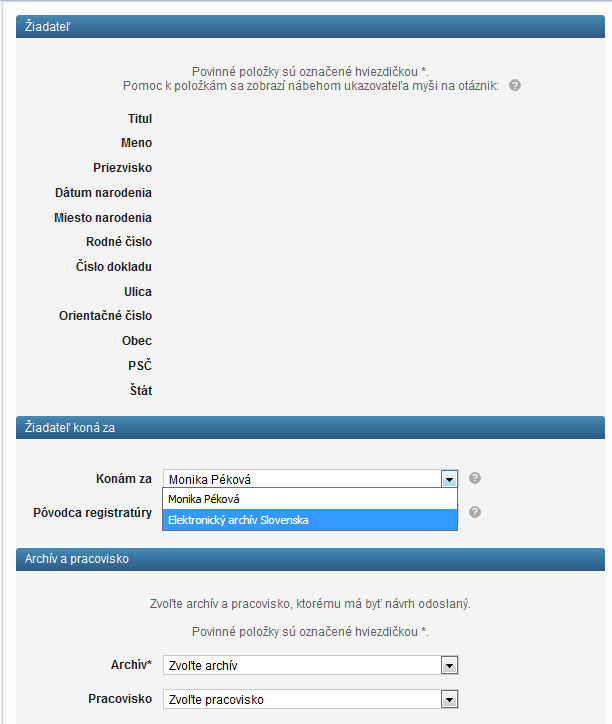 Žiadateľ
Povinné položky sú označené hviezdičkou *.
Pomoc k položkám sa zobrazí nábehom ukazovateľa myši na otáznik: ?
Titul
Meno
Priezvisko
Dátum narodenia
Miesto narodenia
Rodné číslo
Číslo dokladu
Ulica
Orientačné číslo
Obec
PSČ
Štát
Žiadateľ koná za
Konám za Monika Péková ?
Monika Péková
Pôvodca registratúry ?
Elektronický archív Slovenska
Archív a pracovisko
Zvoľte archív a pracovisko, ktorému má byť návrh odoslaný.
Povinné položky sú označené hviezdičkou *.
Archív* Zvoľte archív
Pracovisko Zvoľte pracovisko